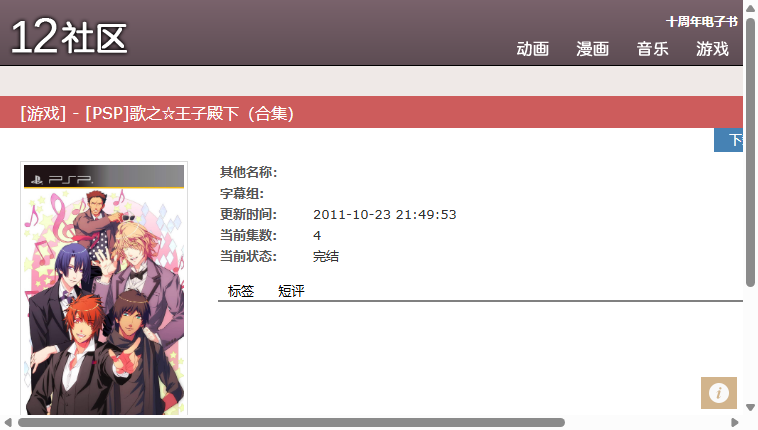 12社区
十周年电子书
动画 漫画 音乐 游戏
[游戏] - [PSP]歌之☆王子殿下 (合集)
下
PSP
其他名称:
字幕组:
更新时间: 2011-10-23 21:49:53
当前集数: 4
当前状态: 完结
标签 短评
i